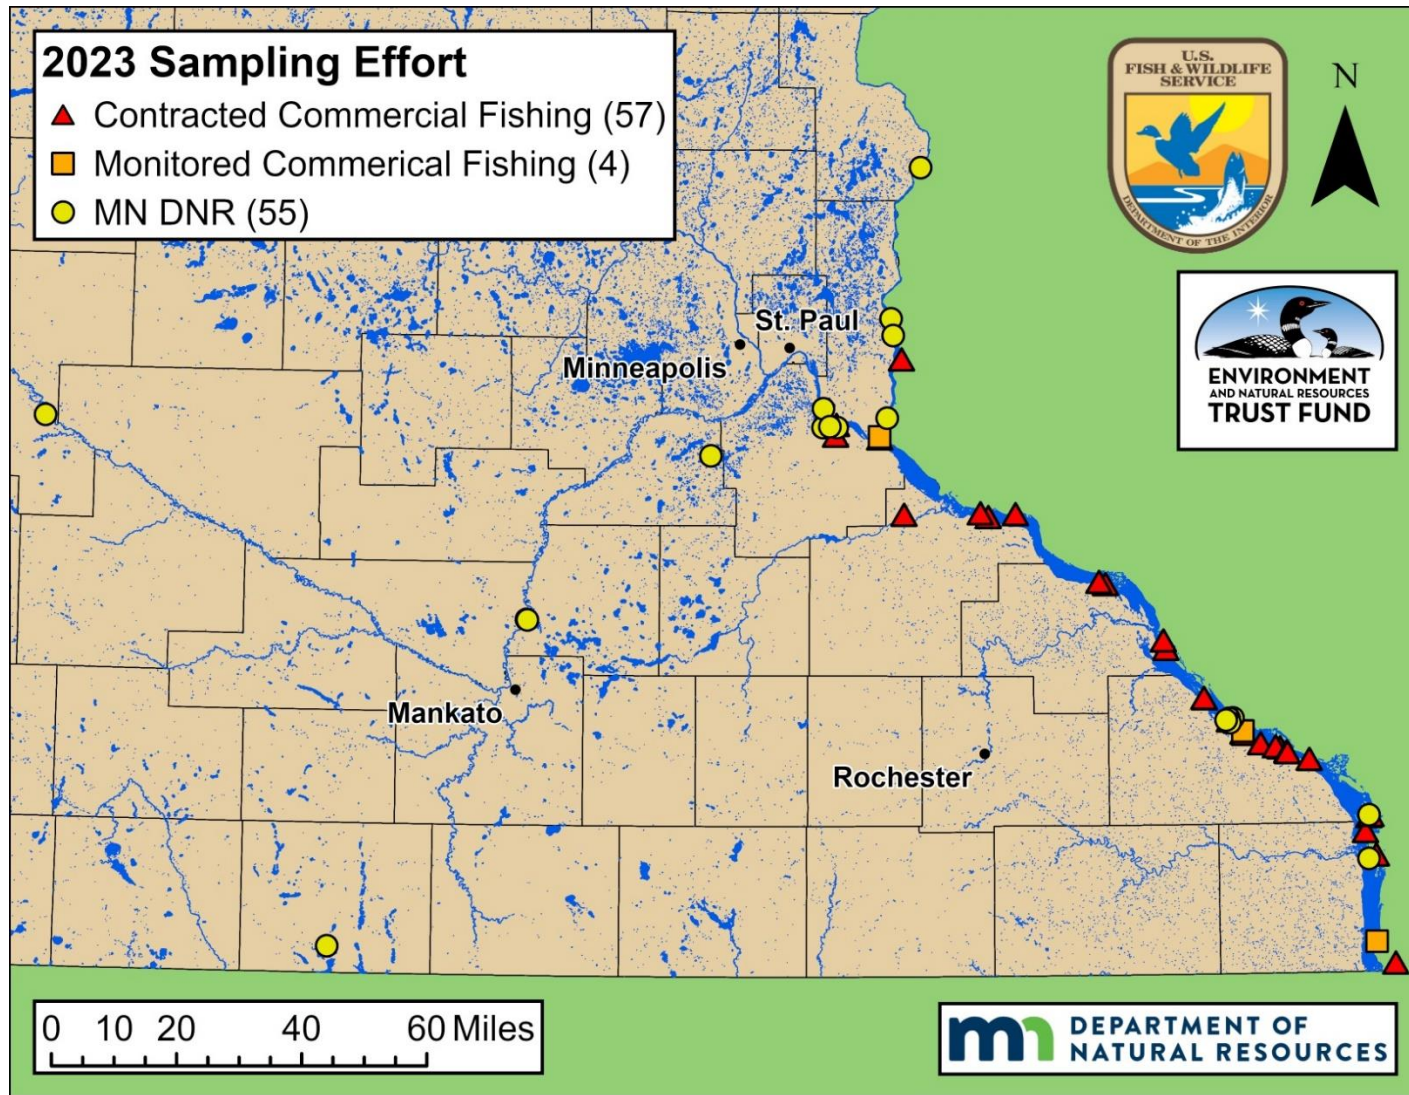 2023 Sampling Effort
Contracted Commercial Fishing (57)
Monitored Commerical Fishing (4)
MN DNR (55)
U.S.
FISH & WILDLIFE
SERVICE
DEPARTMENT OF THE INTERIOR
N
St. Paul
Minneapolis
ENVIRONMENT
AND NATURAL RESOURCES
TRUST FUND
Mankato
Rochester
0 10 20 40 60 Miles
mn DEPARTMENT OF
NATURAL RESOURCES